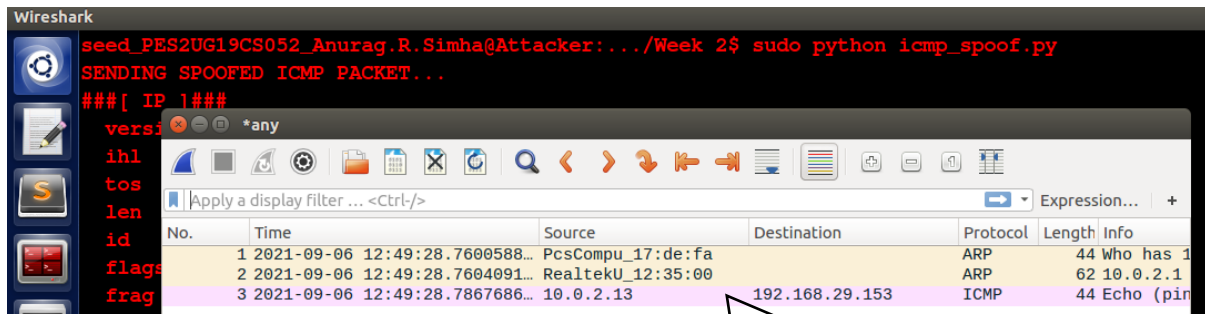 Wireshark
seed_PES2UG19CS052_Anurag.R.Simha@Attacker:.../Week 2$ sudo python icmp_spoof.py
SENDING SPOOFED ICMP PACKET...
###[ IP ]###
versi
*any
ihl
tos
Apply a display filter ... <Ctrl-/> Expression... +
len
No. Time Source Destination Protocol Length Info
id
1 2021-09-06 12:49:28.7600588... PcsCompu_17:de:fa ARP 44 Who has 1
flags
2 2021-09-06 12:49:28.7604091... RealtekU_12:35:00 ARP 62 10.0.2.1
frag
3 2021-09-06 12:49:28.7867686... 10.0.2.13 192.168.29.153 ICMP 44 Echo (pin